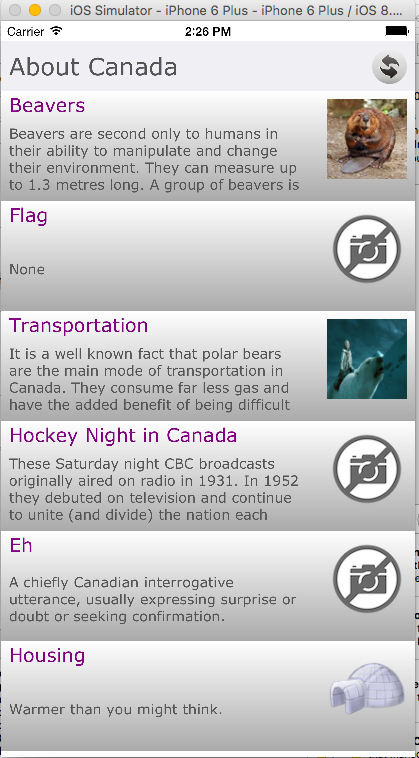 iOS Simulator - iPhone 6 Plus - iPhone 6 Plus / iOS 8....
Carrier 2:26 PM
About Canada
Beavers
Beavers are second only to humans in
their ability to manipulate and change
their environment. They can measure up
to 1.3 metres long. A group of beavers is
Flag
None
Transportation
It is a well known fact that polar bears
are the main mode of transportation in
Canada. They consume far less gas and
have the added benefit of being difficult
Hockey Night in Canada
These Saturday night CBC broadcasts
originally aired on radio in 1931. In 1952
they debuted on television and continue
to unite (and divide) the nation each
Eh
A chiefly Canadian interrogative
utterance, usually expressing surprise or
doubt or seeking confirmation.
Housing
Warmer than you might think.